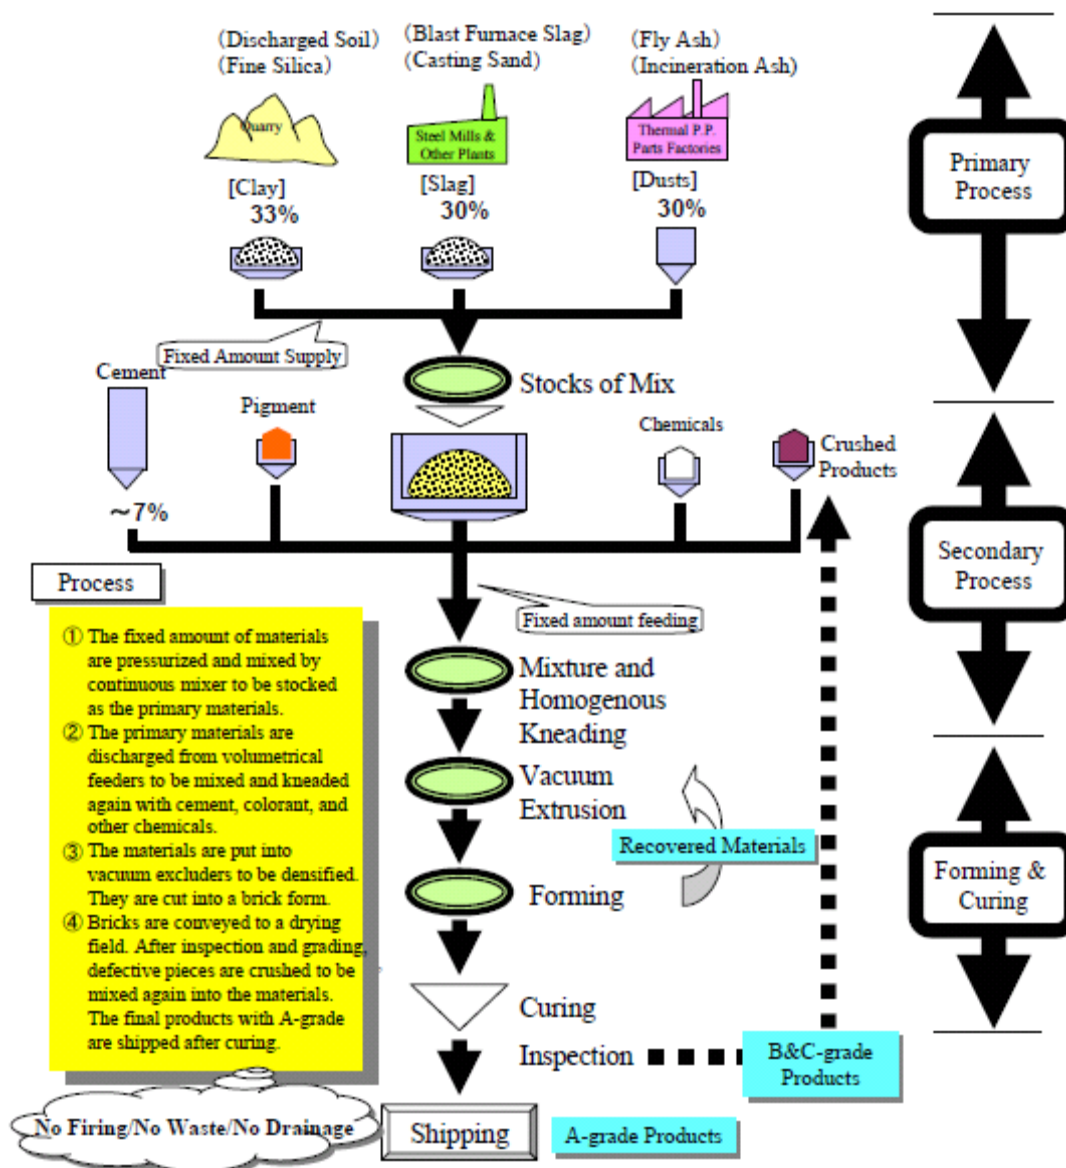 (Discharged Soil)
(Fine Silica)
(Blast Furnace Slag)
(Casting Sand)
(Fly Ash)
(Incineration Ash)
Quarry
Steel Mills &
Other Plants
Thermal P.P.
Parts Factories
[Clay]
33%
[Slag]
30%
[Dusts]
30%
Primary
Process
Fixed Amount Supply
Stocks of Mix
Cement
~7%
Pigment
Chemicals
Crushed
Products
Secondary
Process
Fixed amount feeding
Process
① The fixed amount of materials
are pressurized and mixed by
continuous mixer to be stocked
as the primary materials.
② The primary materials are
discharged from volumetrical
feeders to be mixed and kneaded
again with cement, colorant, and
other chemicals.
③ The materials are put into
vacuum excluders to be densified.
They are cut into a brick form.
④ Bricks are conveyed to a drying
field. After inspection and grading,
defective pieces are crushed to be
mixed again into the materials.
The final products with A-grade
are shipped after curing.
No Firing/No Waste/No Drainage
Mixture and
Homogenous
Kneading
Vacuum
Extrusion
Recovered Materials
Forming
Forming &
Curing
Curing
Inspection
B&C-grade
Products
Shipping
A-grade Products